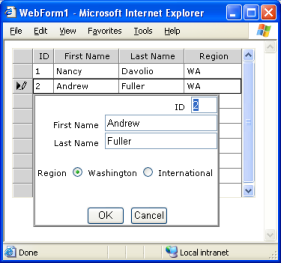 WebForm1 - Microsoft Internet Explorer
File Edit View Favorites Tools Help
ID First Name Last Name Region
1 Nancy Davolio WA
2 Andrew Fuller WA
ID 2
First Name Andrew
Last Name Fuller
Region Washington International
OK Cancel
Done Local intranet